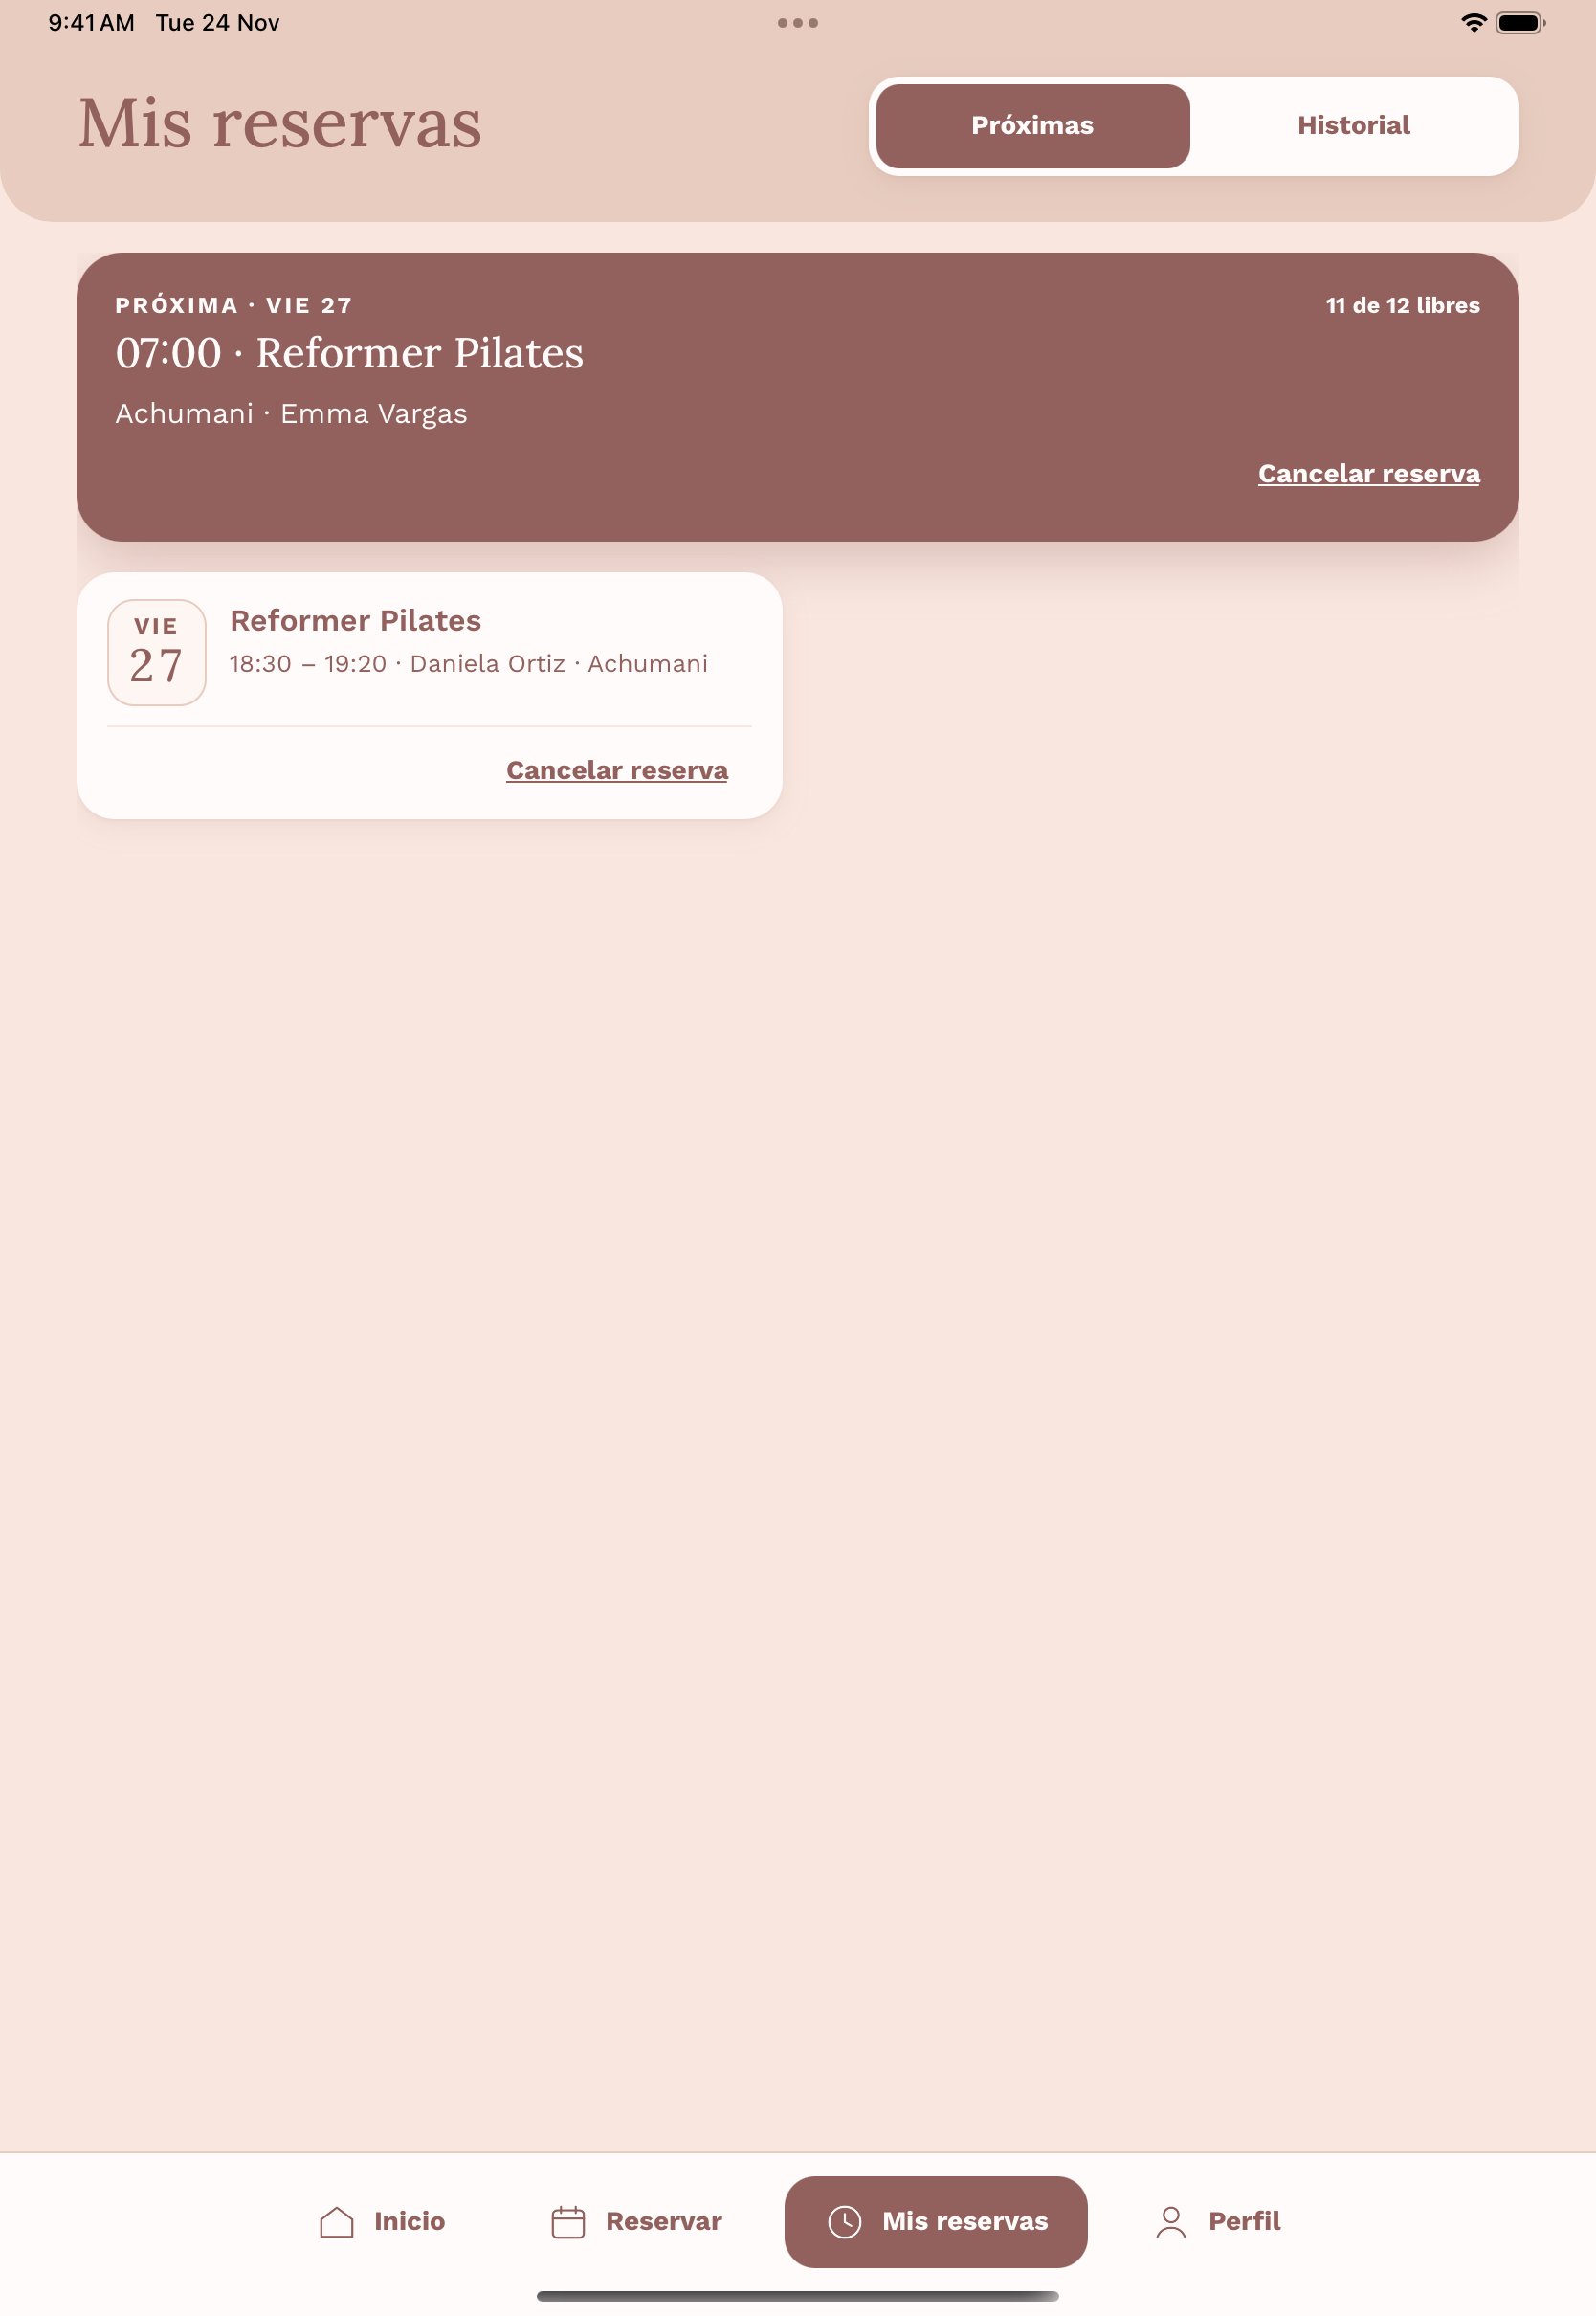 9:41 AM Tue 24 Nov
Mis reservas
Próximas
Historial
PRÓXIMA · VIE 27
11 de 12 libres
07:00 · Reformer Pilates
Achumani · Emma Vargas
Cancelar reserva
VIE
27
Reformer Pilates
18:30 – 19:20 · Daniela Ortiz · Achumani
Cancelar reserva
Inicio
Reservar
Mis reservas
Perfil